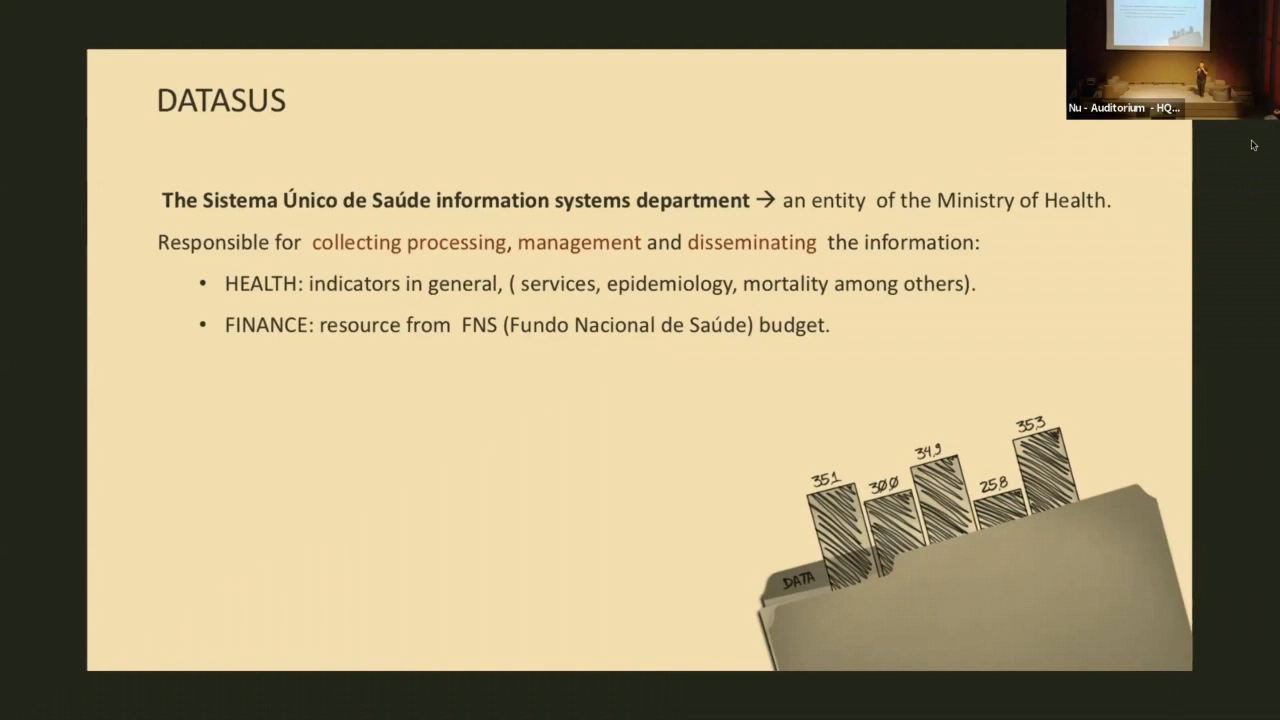 DATASUS
Nu - Auditorium - HQ...
The Sistema Único de Saúde information systems department → an entity of the Ministry of Health.
Responsible for collecting processing, management and disseminating the information:
• HEALTH: indicators in general, ( services, epidemiology, mortality among others).
• FINANCE: resource from FNS (Fundo Nacional de Saúde) budget.
35,1
30,0
34,9
25,8
35,3
DATA